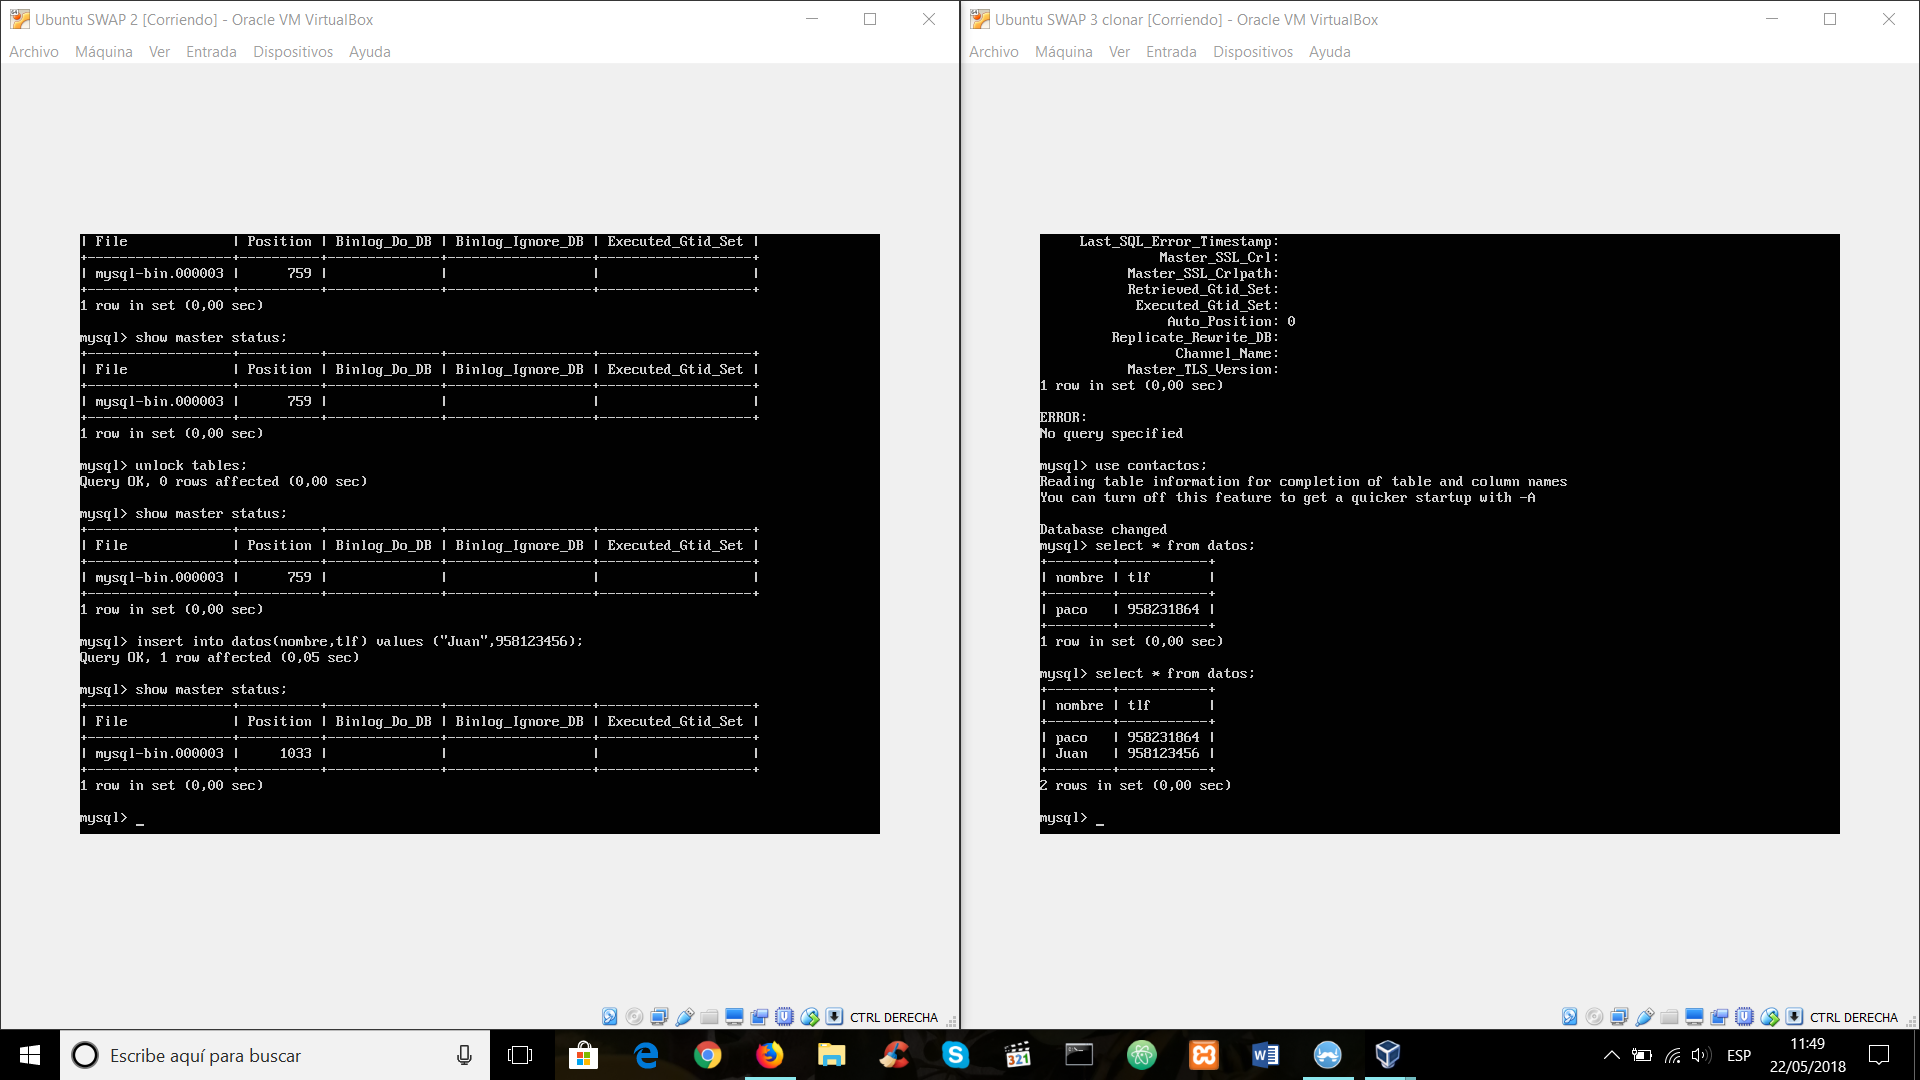 Ubuntu SWAP 2 [Corriendo] - Oracle VM VirtualBox
Archivo Máquina Ver Entrada Dispositivos Ayuda
| File | Position | Binlog_Do_DB | Binlog_Ignore_DB | Executed_Gtid_Set |
| mysql-bin.000003 | 759 | | | |
1 row in set (0,00 sec)
mysql> show master status;
| File | Position | Binlog_Do_DB | Binlog_Ignore_DB | Executed_Gtid_Set |
| mysql-bin.000003 | 759 | | | |
1 row in set (0,00 sec)
mysql> unlock tables;
Query OK, 0 rows affected (0,00 sec)
mysql> show master status;
| File | Position | Binlog_Do_DB | Binlog_Ignore_DB | Executed_Gtid_Set |
| mysql-bin.000003 | 759 | | | |
1 row in set (0,00 sec)
mysql> insert into datos(nombre,tlf) values ("Juan",958123456);
Query OK, 1 row affected (0,05 sec)
mysql> show master status;
| File | Position | Binlog_Do_DB | Binlog_Ignore_DB | Executed_Gtid_Set |
| mysql-bin.000003 | 1033 | | | |
1 row in set (0,00 sec)
mysql> _
CTRL DERECHA
Ubuntu SWAP 3 clonar [Corriendo] - Oracle VM VirtualBox
Archivo Máquina Ver Entrada Dispositivos Ayuda
Last_SQL_Error_Timestamp:
Master_SSL_Crl:
Master_SSL_Crlpath:
Retrieved_Gtid_Set:
Executed_Gtid_Set:
Auto_Position: 0
Replicate_Rewrite_DB:
Channel_Name:
Master_TLS_Version:
1 row in set (0,00 sec)
ERROR:
No query specified
mysql> use contactos;
Reading table information for completion of table and column names
You can turn off this feature to get a quicker startup with -A
Database changed
mysql> select * from datos;
| nombre | tlf |
| paco | 958231864 |
1 row in set (0,00 sec)
mysql> select * from datos;
| nombre | tlf |
| paco | 958231864 |
| Juan | 958123456 |
2 rows in set (0,00 sec)
mysql> _
CTRL DERECHA
Escribe aquí para buscar
321
ESP
11:49
22/05/2018